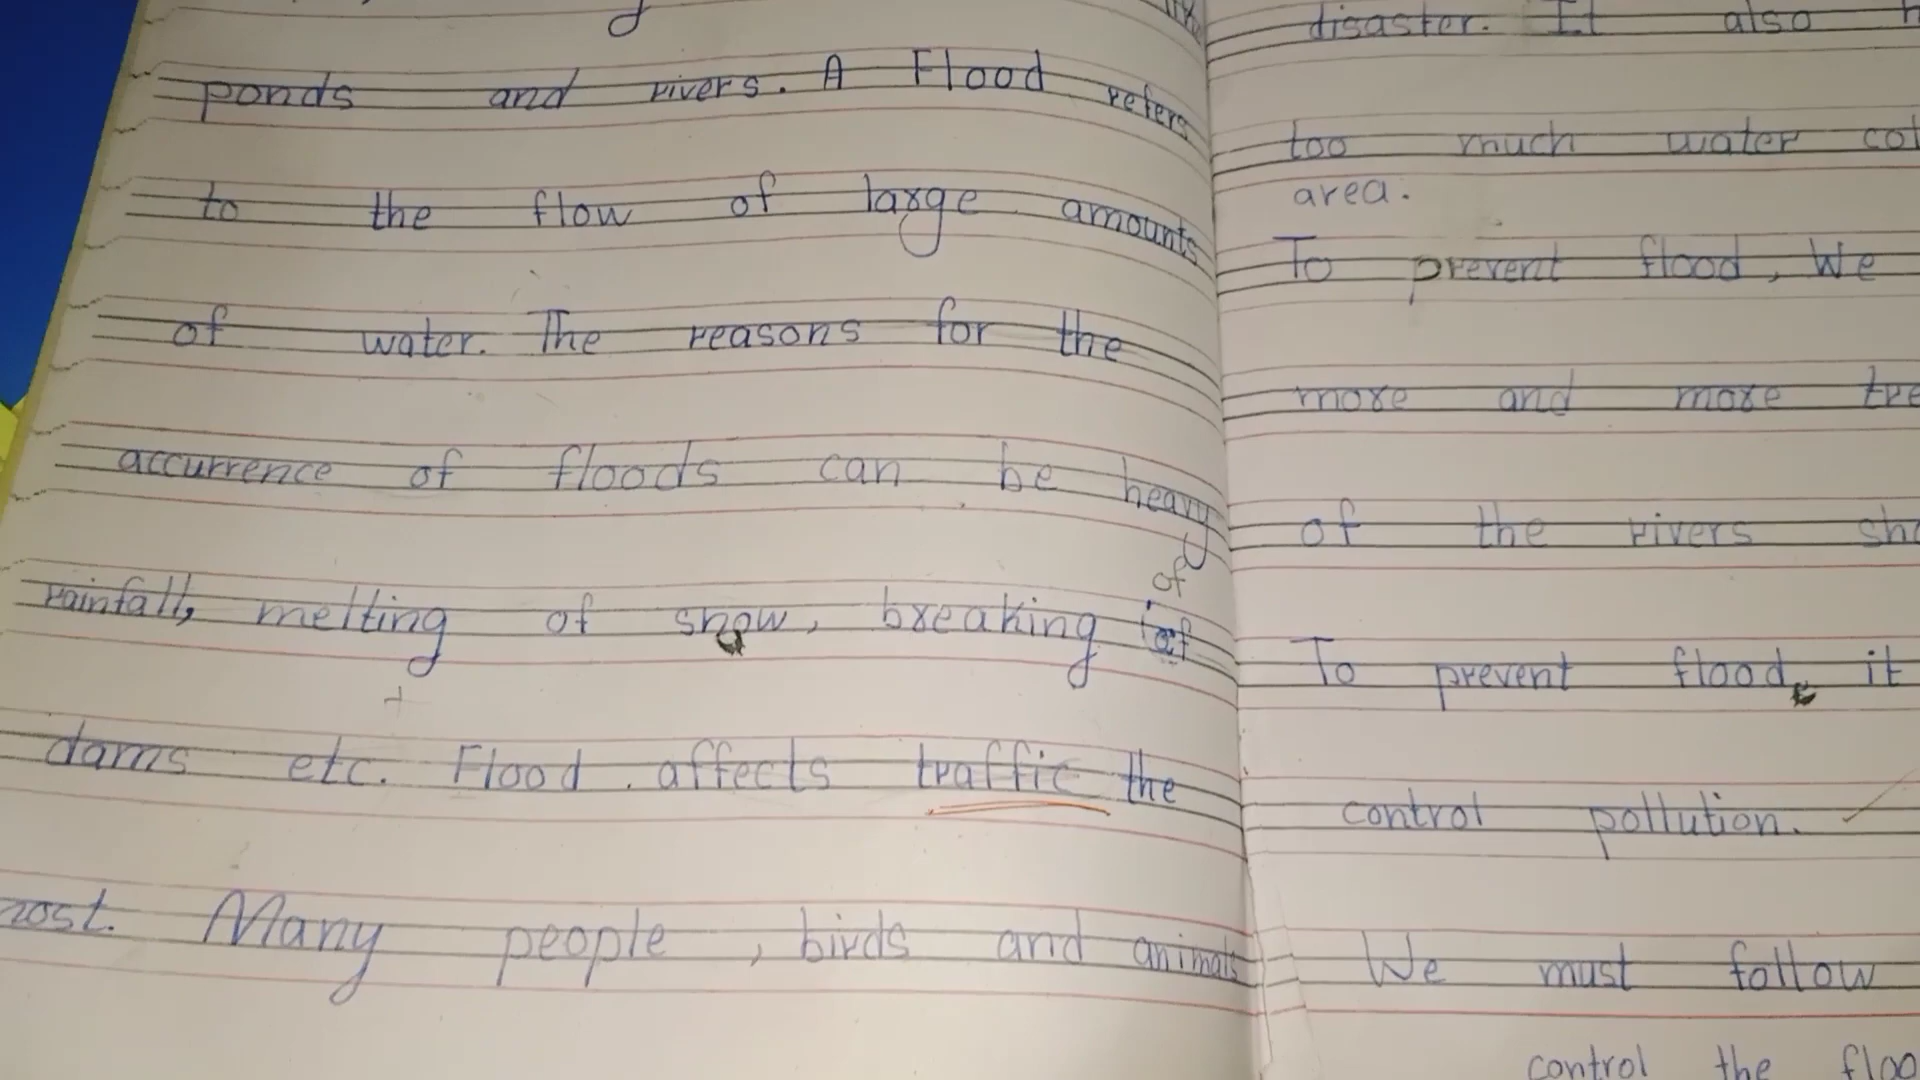 ponds and rivers. A Flood refers
to the flow of large amounts
of water. The reasons for the
accurrence of floods can be heavy
rainfall, melting of snow, breaking of
of
dams etc. Flood affects traffic the
Many people, birds and animals
disaster. It also
too much water
area.
To prevent flood, We
more and more
of the rivers
To prevent flood, it
control pollution.
We must follow
control the